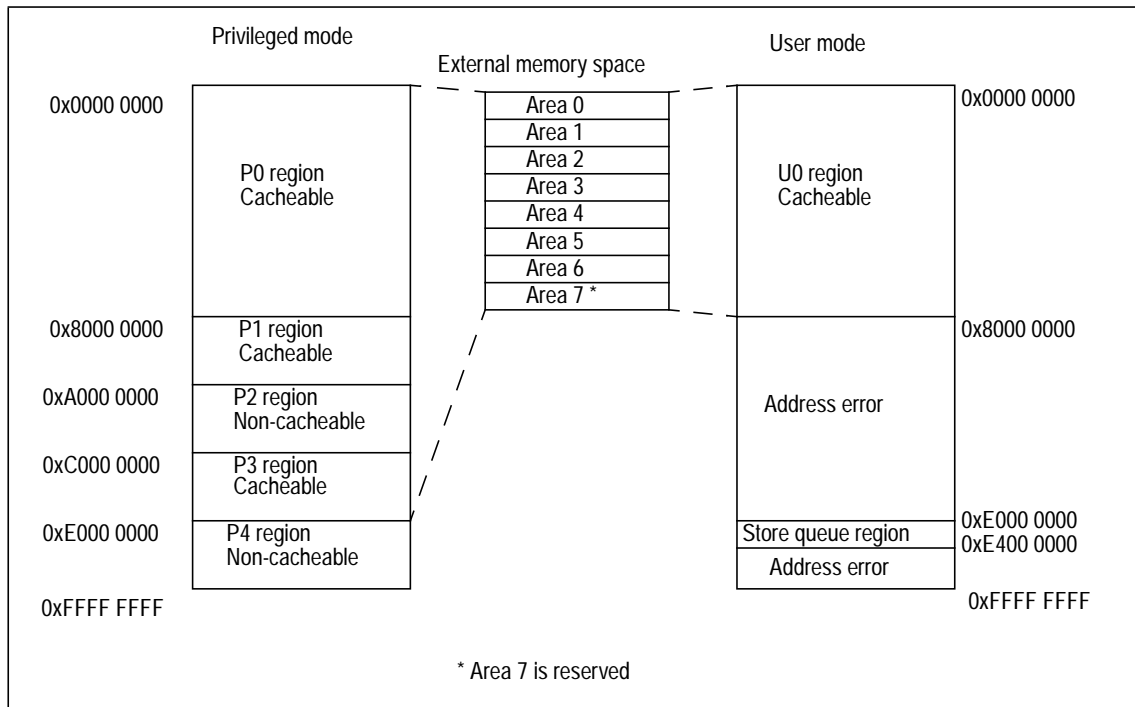 Privileged mode
User mode
External memory space
0x0000 0000
0x0000 0000
Area 0
Area 1
Area 2
Area 3
Area 4
Area 5
Area 6
Area 7 *
P0 region
Cacheable
U0 region
Cacheable
0x8000 0000
P1 region
Cacheable
0x8000 0000
0xA000 0000
P2 region
Non-cacheable
Address error
0xC000 0000
P3 region
Cacheable
0xE000 0000
P4 region
Non-cacheable
0xE000 0000
Store queue region
0xE400 0000
Address error
0xFFFF FFFF
0xFFFF FFFF
* Area 7 is reserved